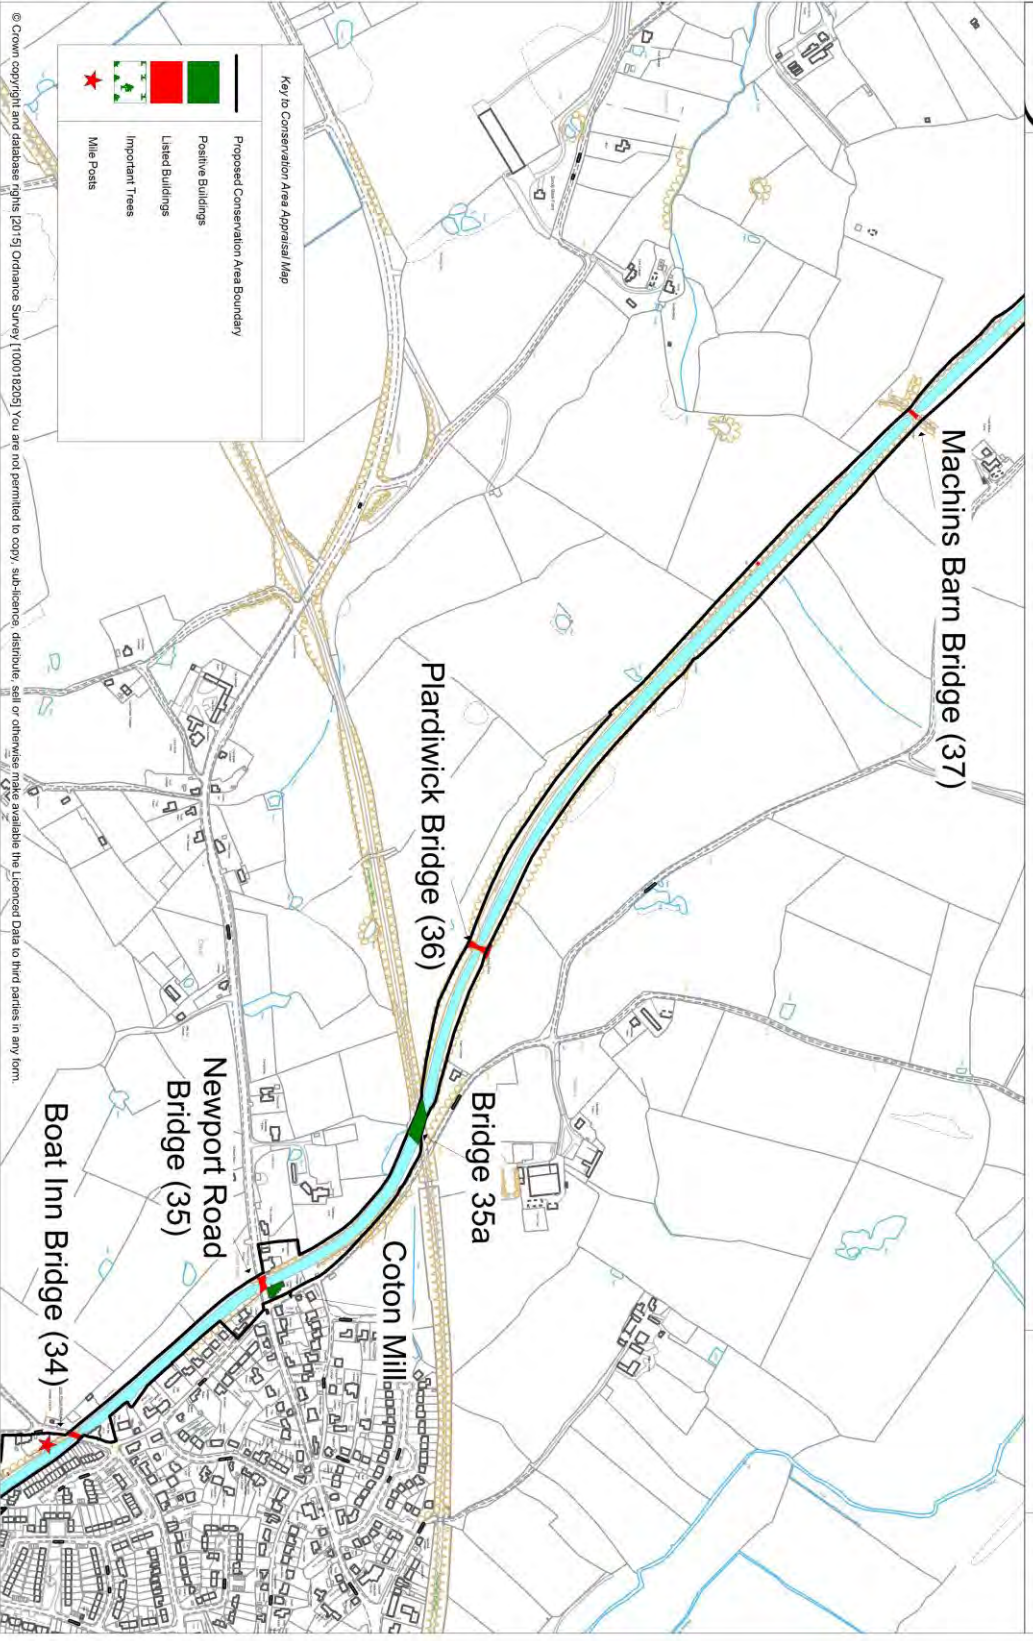 Key to Conservation Area Appraisal Map
Proposed Conservation Area Boundary
Positive Buildings
Listed Buildings
Important Trees
Mile Posts
Machins Barn Bridge (37)
Plardiwick Bridge (36)
Bridge 35a
Coton Mill
Newport Road
Bridge (35)
Boat Inn Bridge (34)
© Crown copyright and database rights [2015] Ordnance Survey [100018205] You are not permitted to copy, sub-licence, distribute, sell or otherwise make available the Licenced Data to third parties in any form.